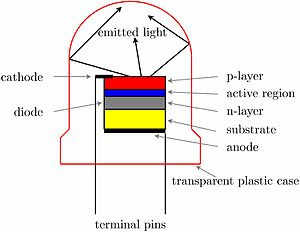 emitted light
cathode
p-layer
active region
diode
n-layer
substrate
anode
transparent plastic case
terminal pins